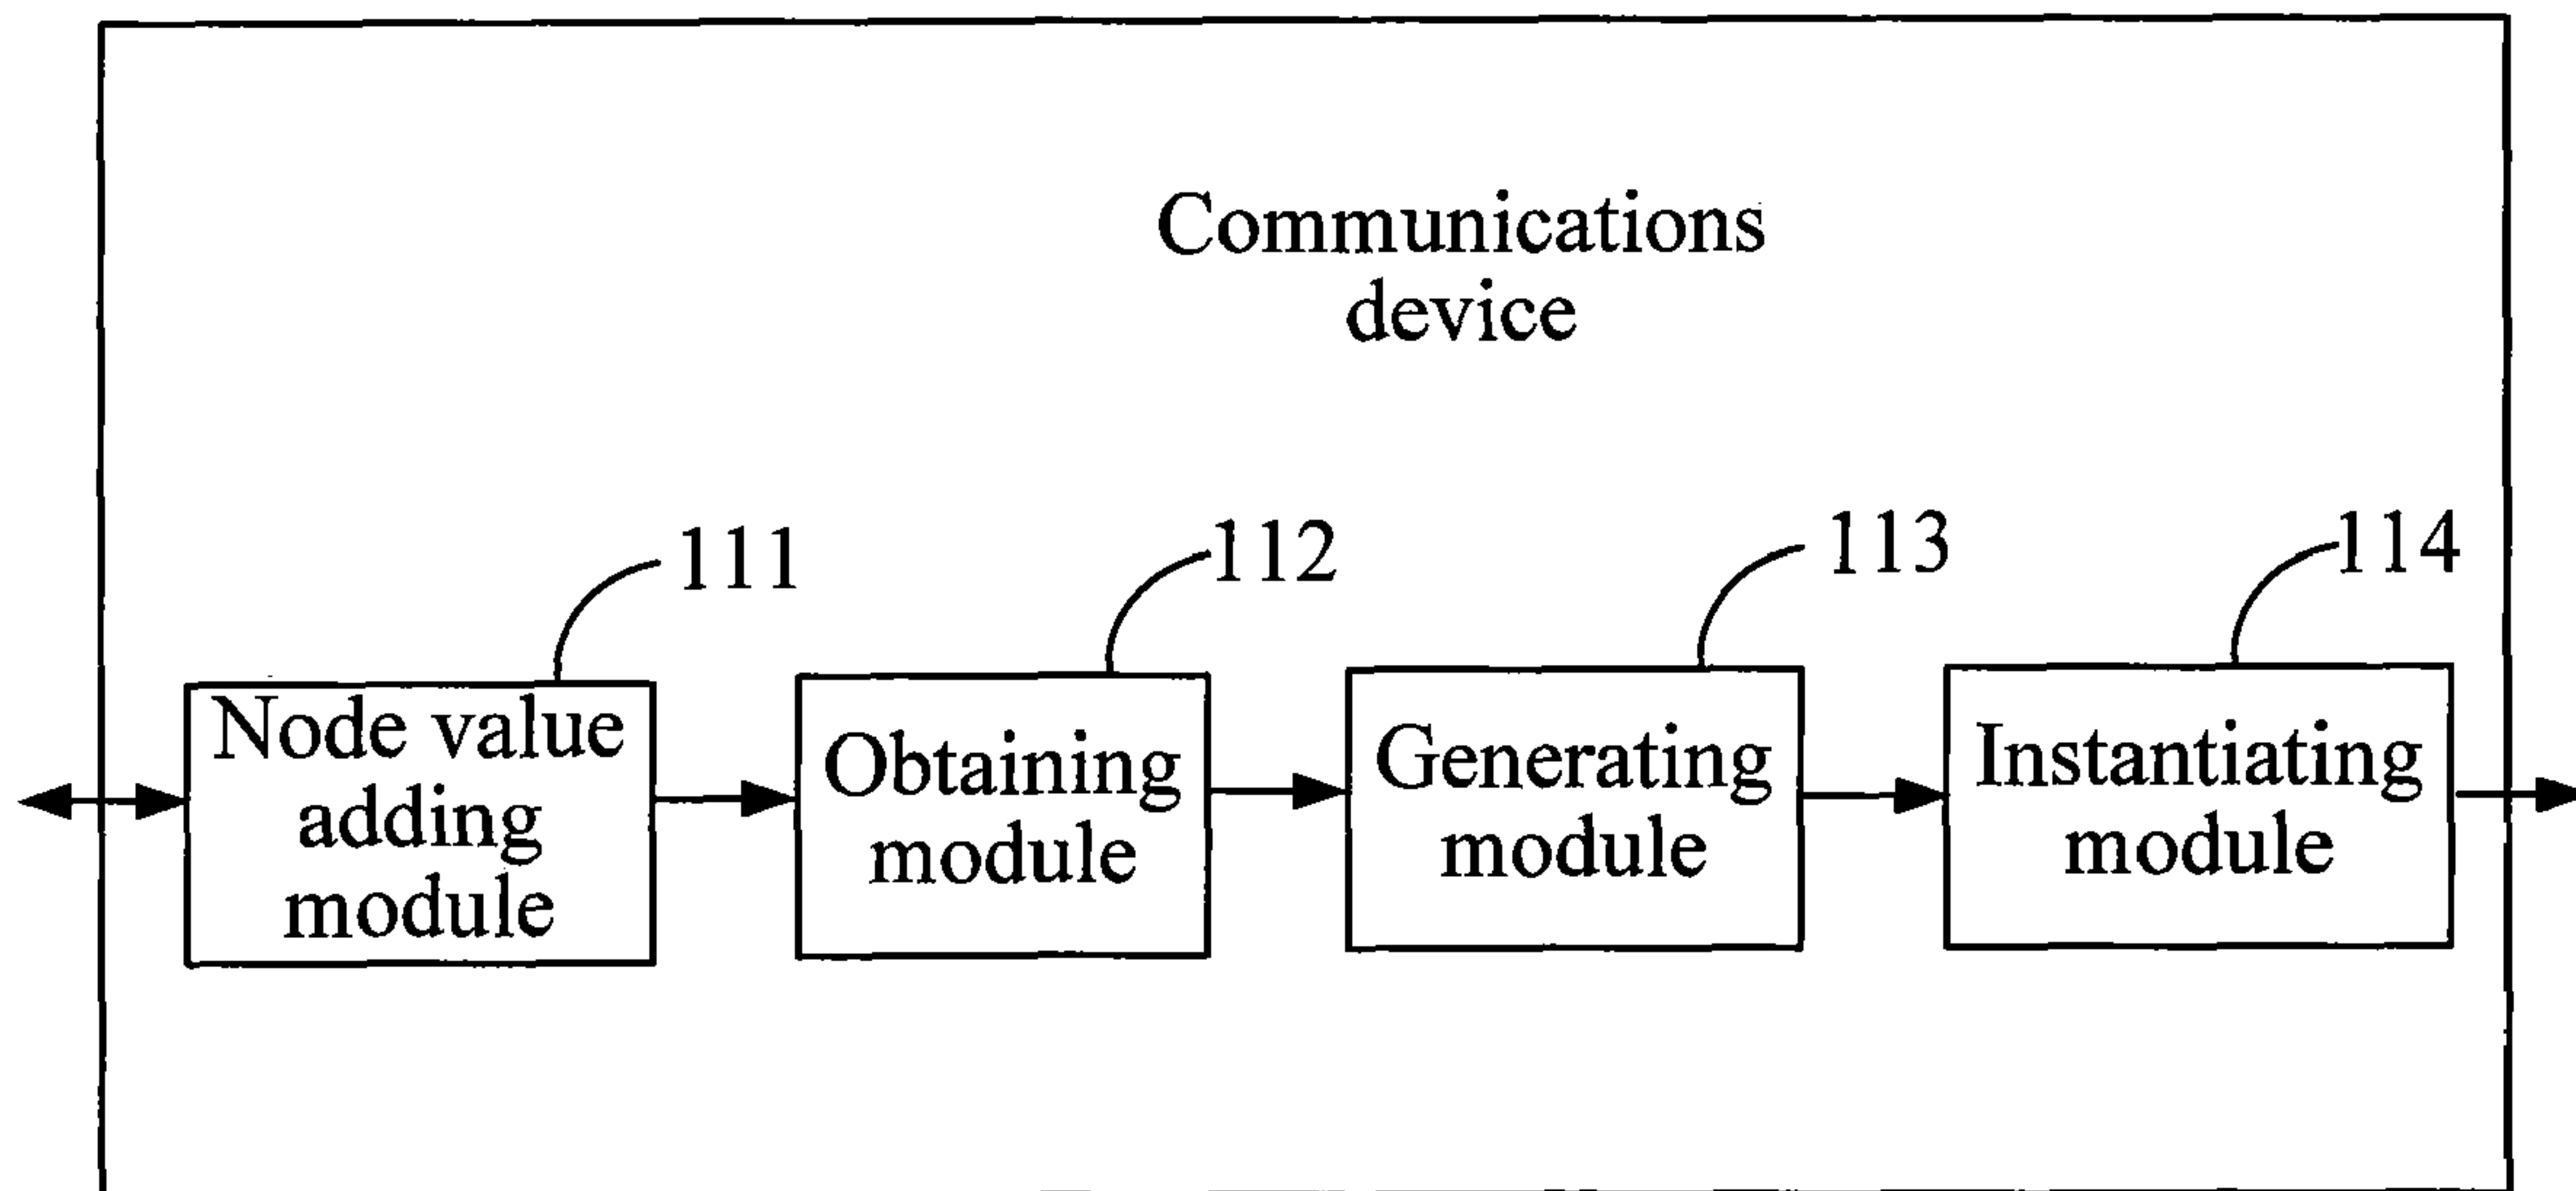 Communications
device
111
112
113
114
Node value
adding
module
Obtaining
module
Generating
module
Instantiating
module